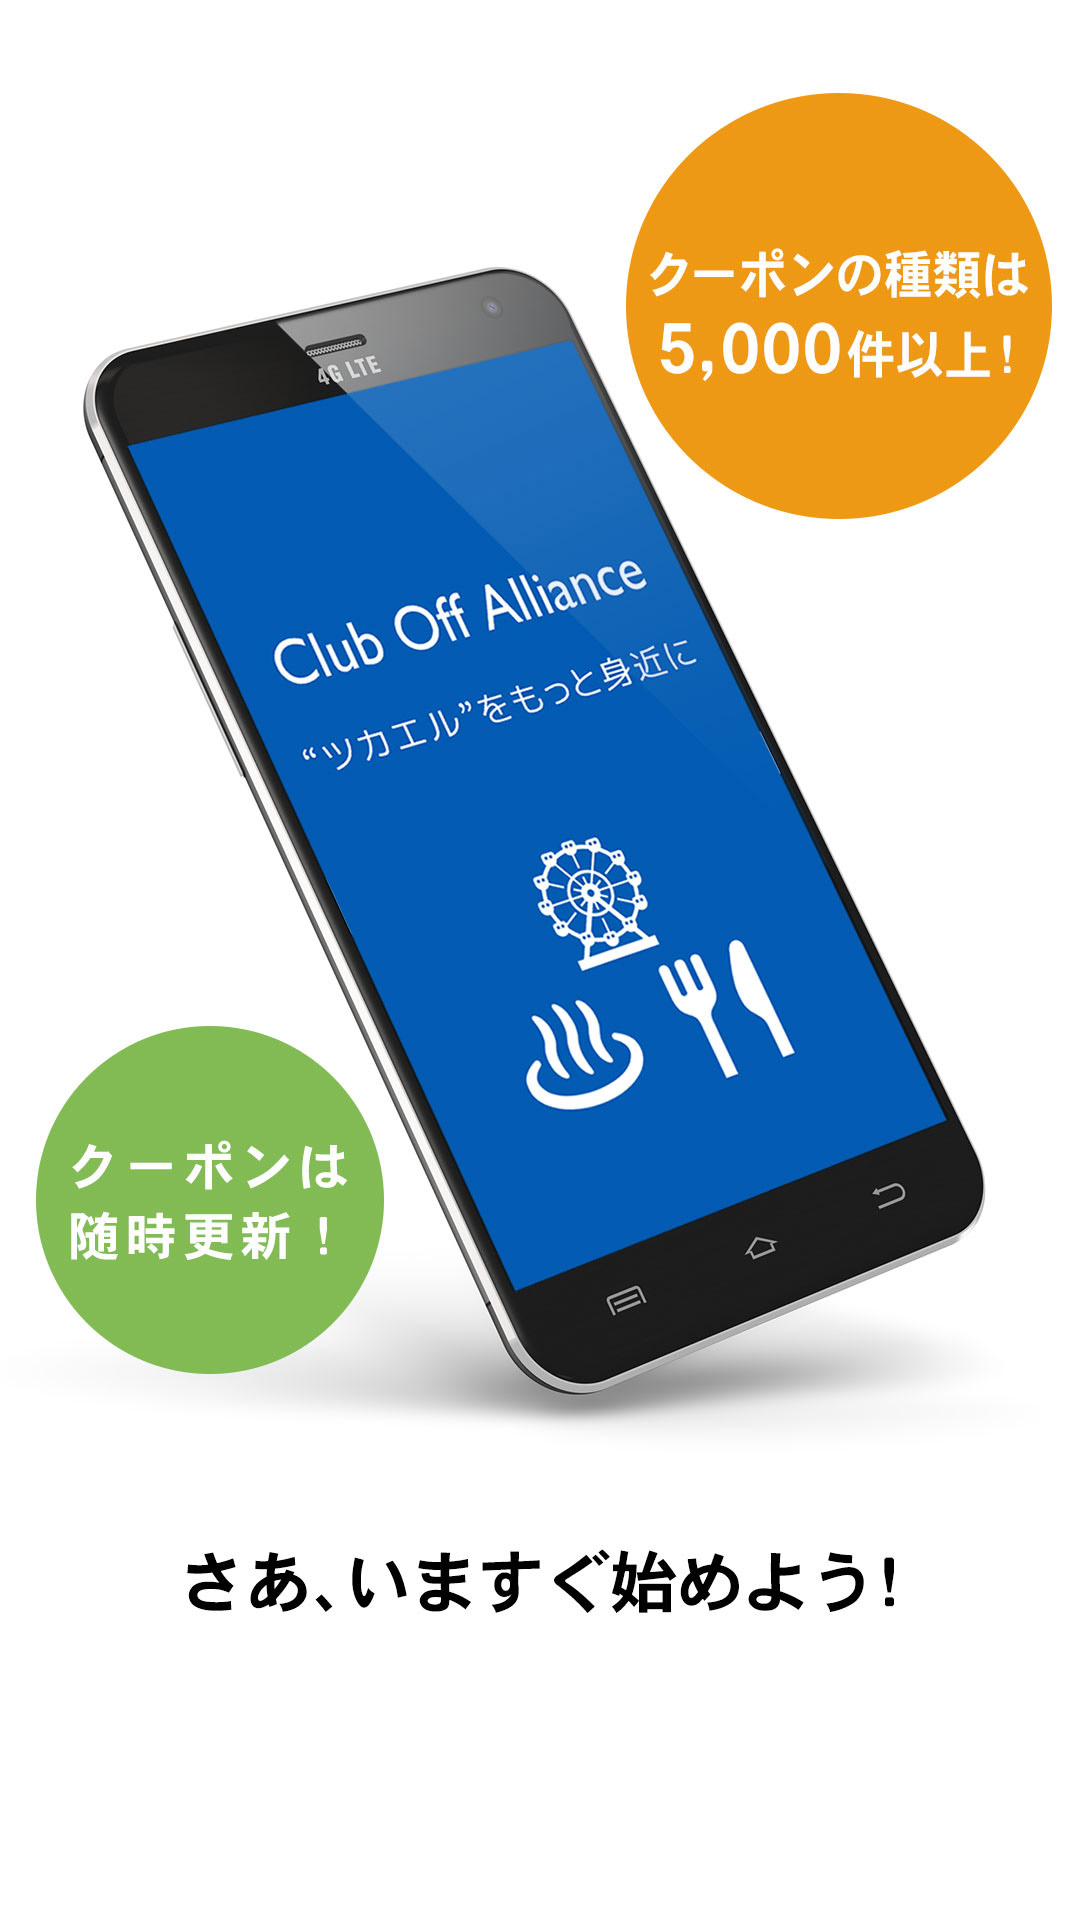 クーポンの種類は
5,000件以上!
4G LTE
Club Off Alliance
“ツカエル”をもっと身近に
クーポンは
随時更新!
さあ、いますぐ始めよう!